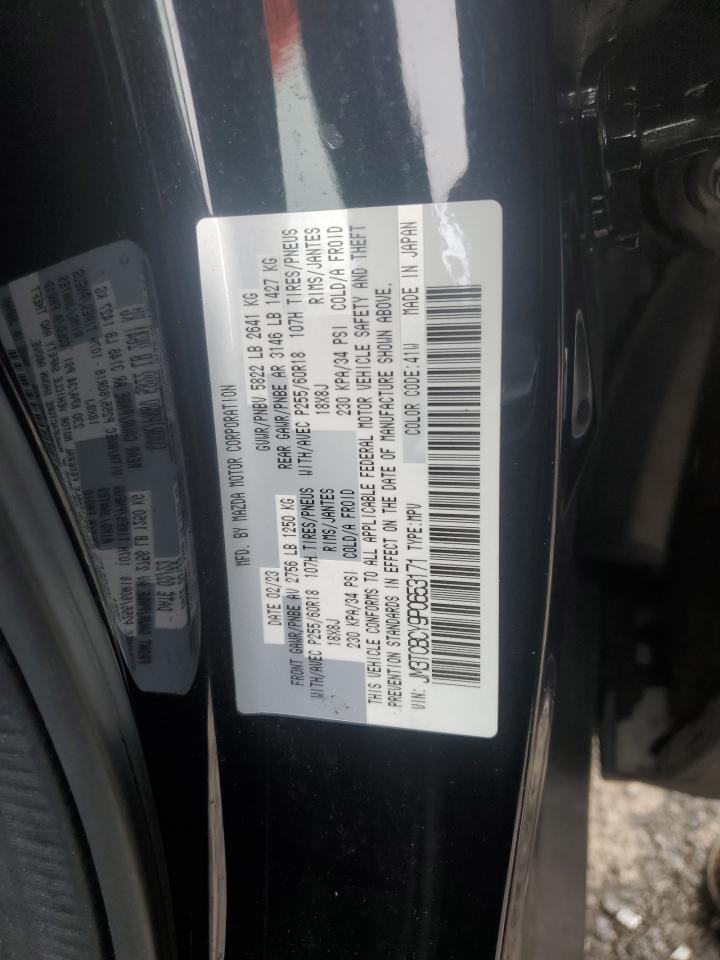 MFD. BY MAZDA MOTOR CORPORATION
DATE 02/23 GVWR/PNBV 5822 LB 2641 KG
FRONT GAWR/PNBE AV 2756 LB 1250 KG REAR GAWR/PNBE AR 3146 LB 1427 KG
WITH/AVEC P255/60R18 107H TIRES/PNEUS WITH/AVEC P255/60R18 107H TIRES/PNEUS
18X8J RIMS/JANTES 18X8J RIMS/JANTES
230 KPA/34 PSI COLD/A FROID 230 KPA/34 PSI COLD/A FROID
THIS VEHICLE CONFORMS TO ALL APPLICABLE FEDERAL MOTOR VEHICLE SAFETY AND THEFT
PREVENTION STANDARDS IN EFFECT ON THE DATE OF MANUFACTURE SHOWN ABOVE.
VIN: JM3TCBCY9P0653171 TYPE:MPV COLOR CODE:41W MADE IN JAPAN